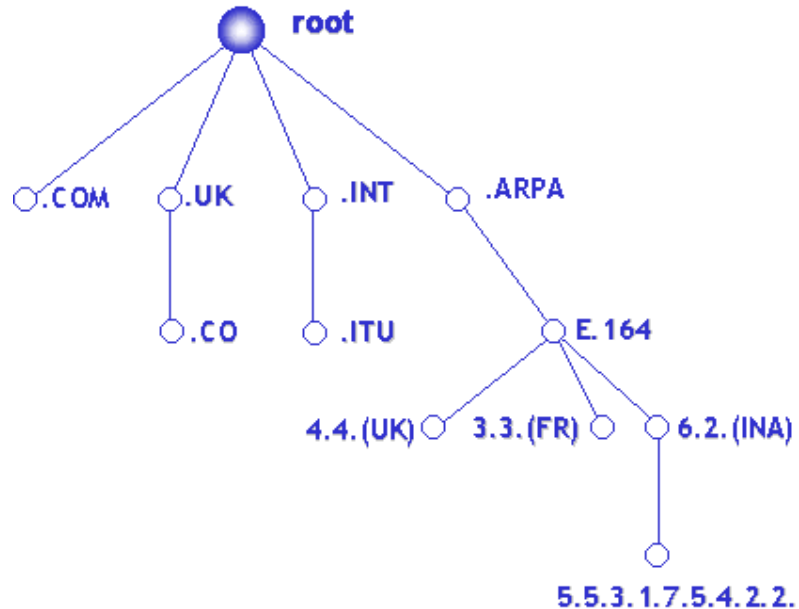 root
.COM
.UK
.INT
.ARPA
.CO
.ITU
E.164
4.4.(UK)
3.3.(FR)
6.2.(INA)
5.5.3.1.7.5.4.2.2.